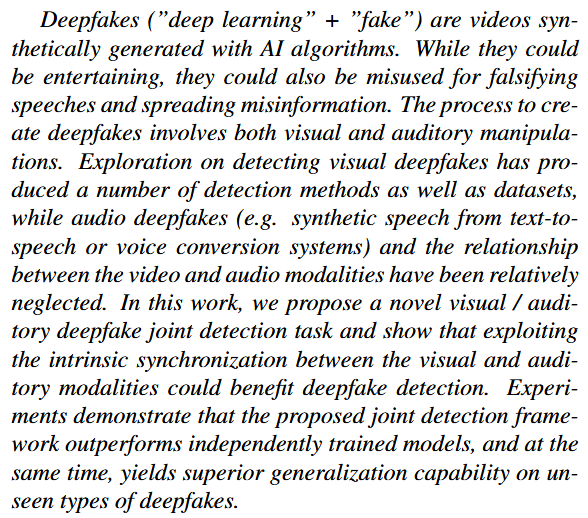 Deepfakes (”deep learning” + ”fake”) are videos syn-
thetically generated with AI algorithms. While they could
be entertaining, they could also be misused for falsifying
speeches and spreading misinformation. The process to cre-
ate deepfakes involves both visual and auditory manipula-
tions. Exploration on detecting visual deepfakes has pro-
duced a number of detection methods as well as datasets,
while audio deepfakes (e.g. synthetic speech from text-to-
speech or voice conversion systems) and the relationship
between the video and audio modalities have been relatively
neglected. In this work, we propose a novel visual / audi-
tory deepfake joint detection task and show that exploiting
the intrinsic synchronization between the visual and audi-
tory modalities could benefit deepfake detection. Experi-
ments demonstrate that the proposed joint detection frame-
work outperforms independently trained models, and at the
same time, yields superior generalization capability on un-
seen types of deepfakes.